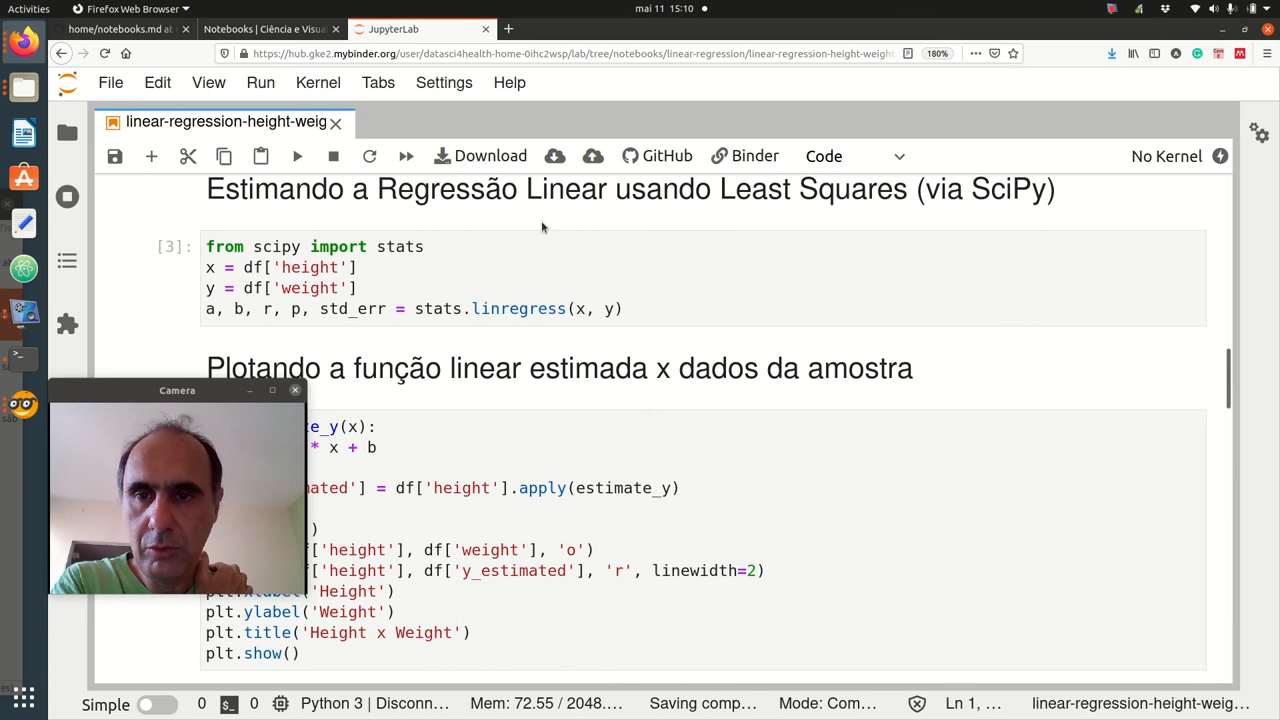 Activities
Firefox Web Browser
mai 11 15:10
home/notebooks.md at
Notebooks | Ciência e Visua
JupyterLab
https://hub.gke2.mybinder.org/user/datasci4health-home-0ihc2wsp/lab/tree/notebooks/linear-regression/linear-regression-height-weight
180%
File Edit View Run Kernel Tabs Settings Help
linear-regression-height-weig
Download GitHub Binder Code No Kernel
Estimando a Regressão Linear usando Least Squares (via SciPy)
[3]: from scipy import stats
x = df['height']
y = df['weight']
a, b, r, p, std_err = stats.linregress(x, y)
Plotando a função linear estimada x dados da amostra
Camera
te_y(x):
* x + b
mated'] = df['height'].apply(estimate_y)
)
['height'], df['weight'], 'o')
['height'], df['y_estimated'], 'r', linewidth=2)
plt.xlabel('Height')
plt.ylabel('Weight')
plt.title('Height x Weight')
plt.show()
Simple 0 0 Python 3 | Disconn... Mem: 72.55 / 2048.... Saving comp... Mode: Com... Ln 1, ... linear-regression-height-weig...